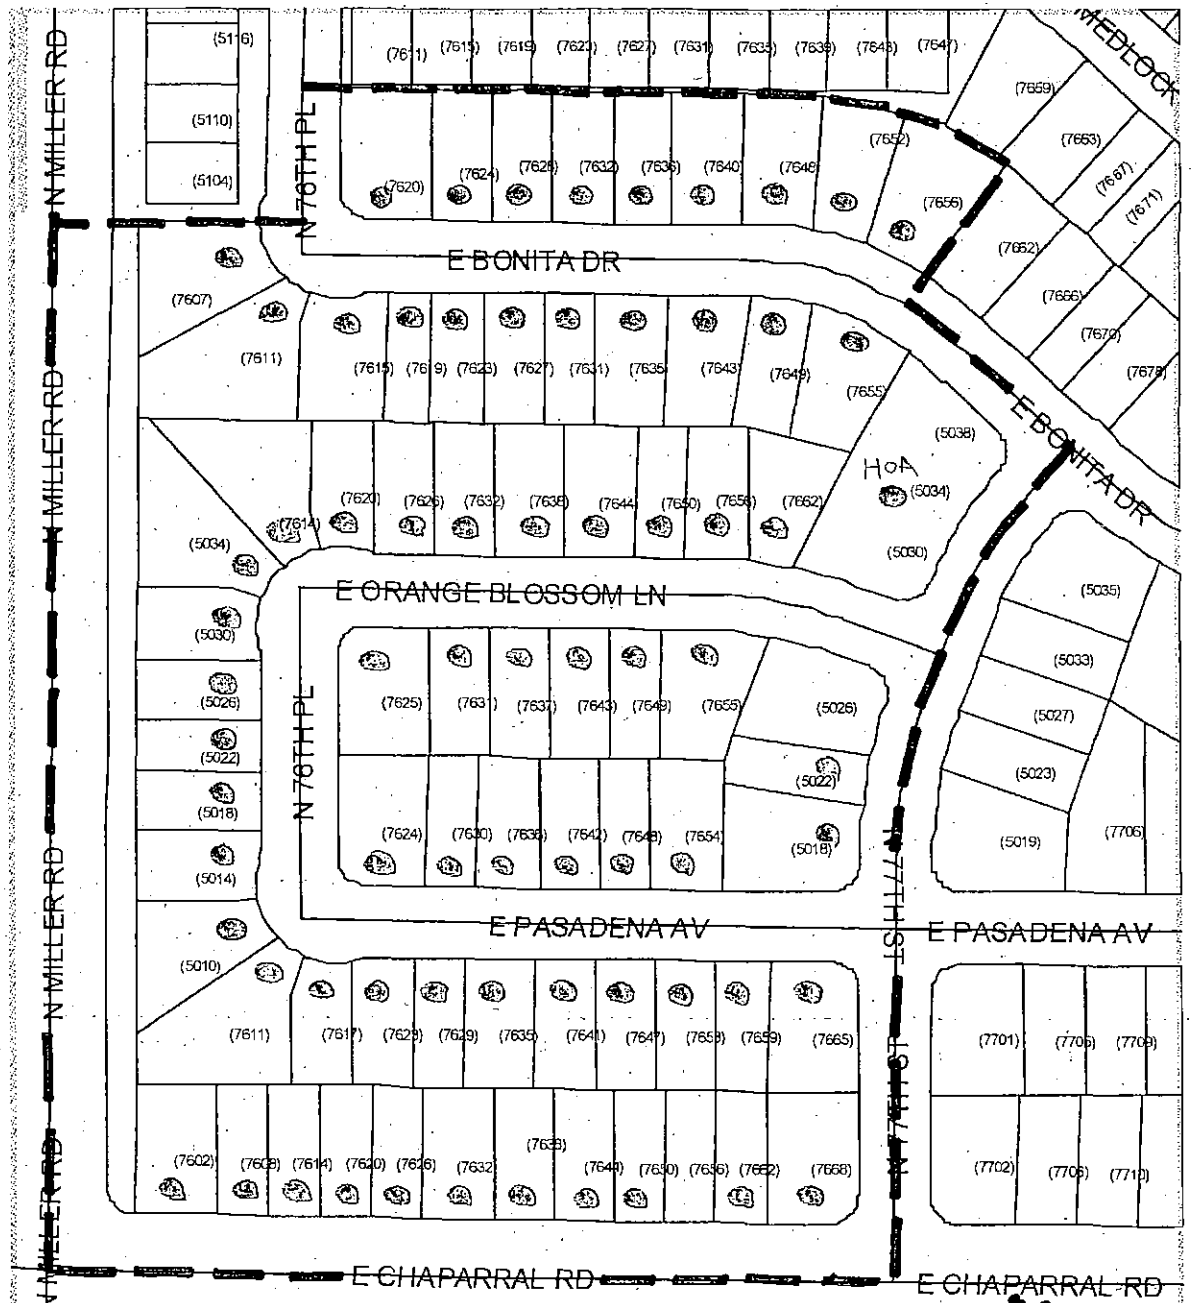 N MILLER RD
(5116)
(7611) (7615) (7619) (7623) (7627) (7631) (7635) (7639) (7643) (7647)
MEDLOCK
(5110)
(7659)
(7663)
(5104)
N 76TH PL
(7620) (7624) (7628) (7632) (7636) (7640) (7648) (7652)
(7656)
(7667)
(7671)
E BONITA DR
(7662)
(7666)
(7670)
(7678)
(7607)
(7611) (7615) (7619) (7623) (7627) (7631) (7635) (7643) (7649) (7655)
N MILLER RD
N MILLER RD
E BONITA DR
E BONITA DR
(5038)
HOA
(5034)
(5030)
(5034) (7614) (7620) (7626) (7632) (7638) (7644) (7650) (7656) (7662)
E ORANGE BLOSSOM LN
(5030)
(5026)
(5022)
(5018)
(5014)
(5010)
N 76TH PL
(7625) (7631) (7637) (7643) (7649) (7655) (5026)
(5022)
(7624) (7630) (7636) (7642) (7648) (7654) (5018)
(5035)
(5033)
(5027)
(5023)
(5019) (7706)
N MILLER RD
N 77TH ST
E PASADENA AV
E PASADENA AV
(7611) (7617) (7623) (7629) (7635) (7641) (7647) (7653) (7659) (7665)
(7701) (7705) (7709)
N 77TH ST
N MILLER RD
(7602) (7608) (7614) (7620) (7626) (7632) (7638) (7644) (7650) (7656) (7662) (7668)
(7702) (7706) (7710)
N MILLER RD
E CHAPARRAL RD
E CHAPARRAL RD